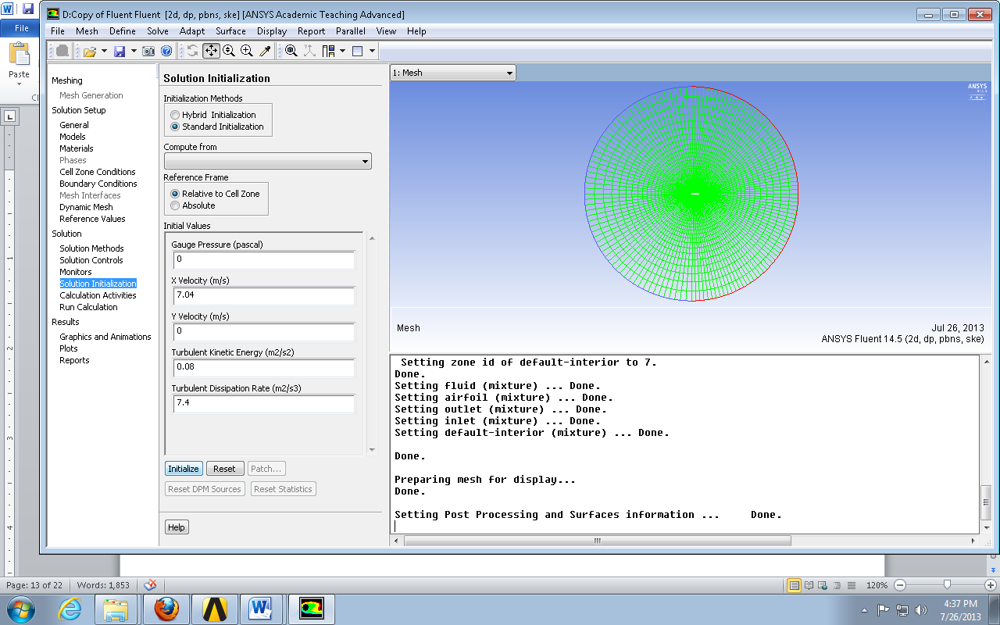 D:Copy of Fluent Fluent [2d, dp, pbns, ske] [ANSYS Academic Teaching Advanced]
File
Paste
File Mesh Define Solve Adapt Surface Display Report Parallel View Help
Meshing
Mesh Generation
Solution Setup
General
Models
Materials
Phases
Cell Zone Conditions
Boundary Conditions
Mesh Interfaces
Dynamic Mesh
Reference Values
Solution
Solution Methods
Solution Controls
Monitors
Solution Initialization
Calculation Activities
Run Calculation
Results
Graphics and Animations
Plots
Reports
Solution Initialization
Initialization Methods
Hybrid Initialization
Standard Initialization
Compute from
Reference Frame
Relative to Cell Zone
Absolute
Initial Values
Gauge Pressure (pascal)
0
X Velocity (m/s)
7.04
Y Velocity (m/s)
0
Turbulent Kinetic Energy (m2/s2)
0.08
Turbulent Dissipation Rate (m2/s3)
7.4
Initialize Reset Patch...
Reset DPM Sources Reset Statistics
Help
1: Mesh
ANSYS
Mesh
Jul 26, 2013
ANSYS Fluent 14.5 (2d, dp, pbns, ske)
Setting zone id of default-interior to 7.
Done.
Setting fluid (mixture) ... Done.
Setting airfoil (mixture) ... Done.
Setting outlet (mixture) ... Done.
Setting inlet (mixture) ... Done.
Setting default-interior (mixture) ... Done.
Done.
Preparing mesh for display...
Done.
Setting Post Processing and Surfaces information ... Done.
1
2
3
4
Page: 13 of 22 Words: 1,853
120%
4:37 PM
7/26/2013